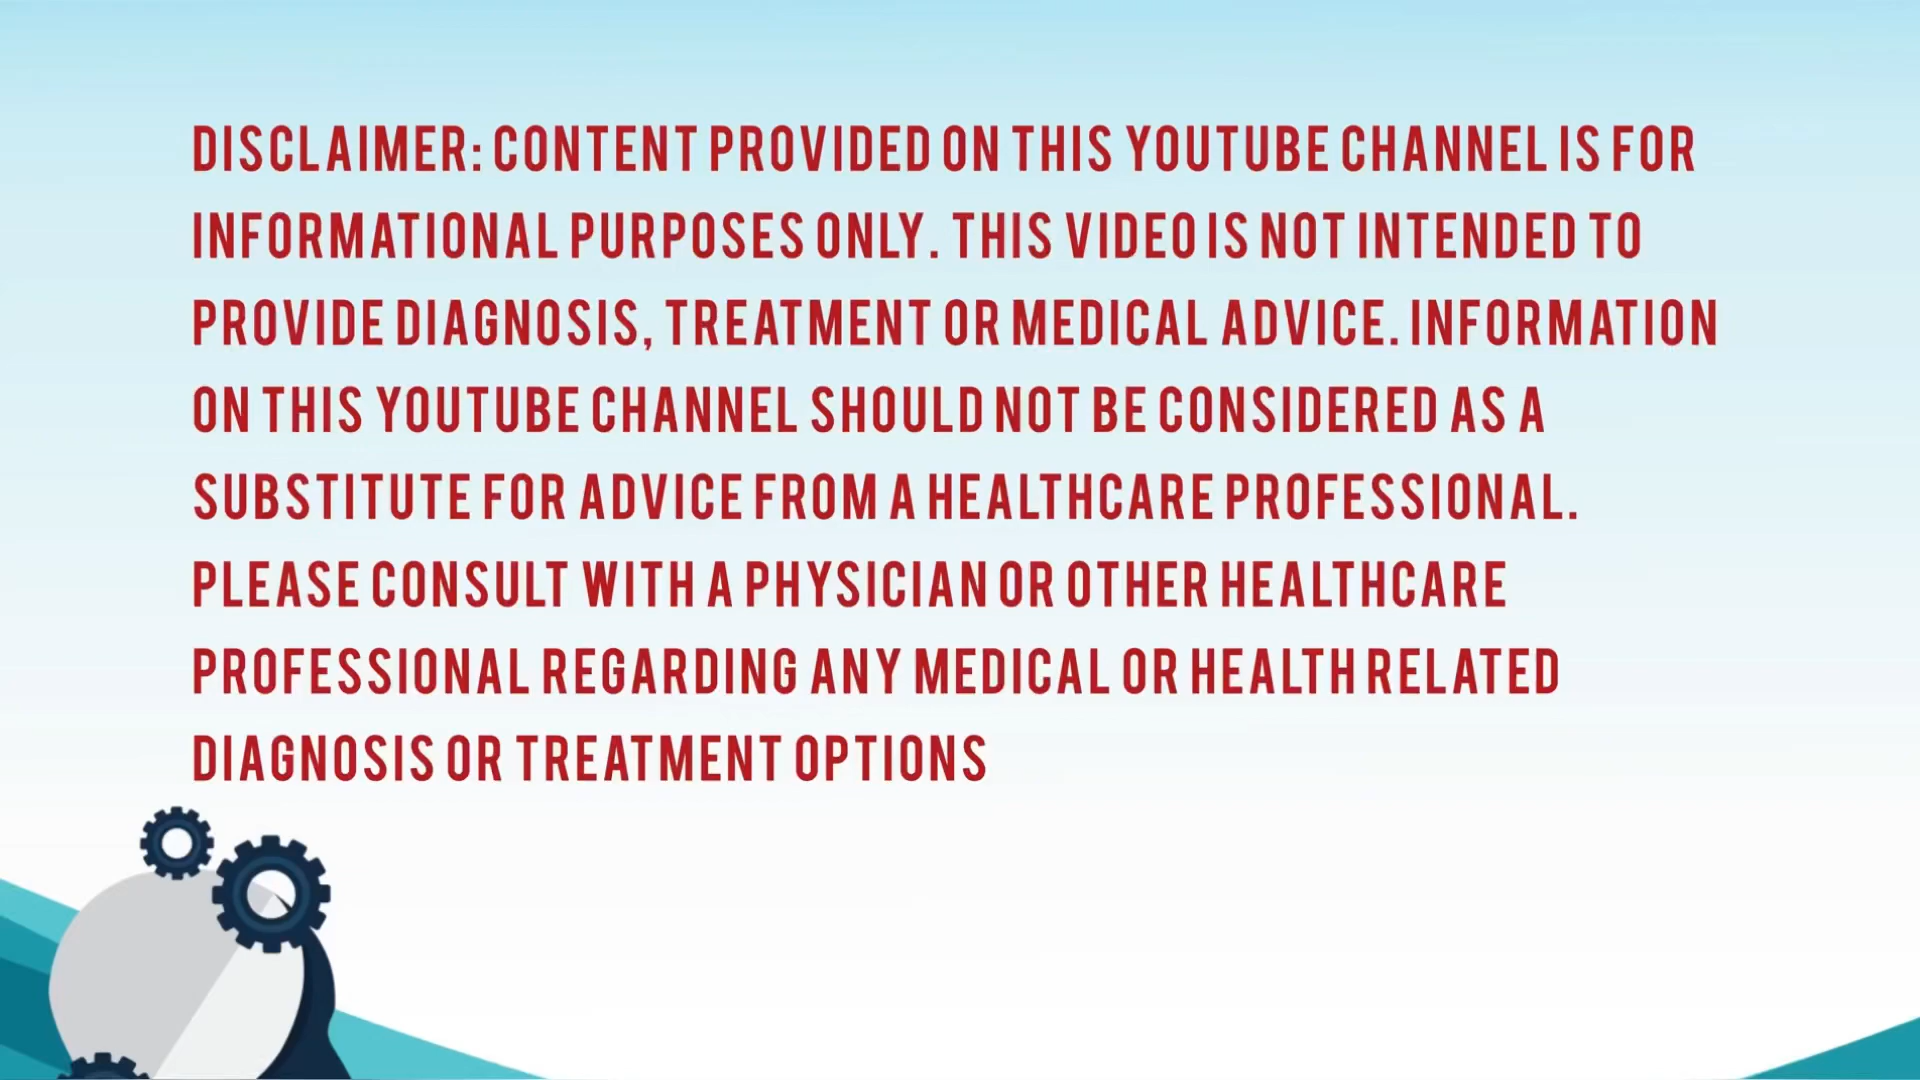 DISCLAIMER: CONTENT PROVIDED ON THIS YOUTUBE CHANNEL IS FOR
INFORMATIONAL PURPOSES ONLY. THIS VIDEO IS NOT INTENDED TO
PROVIDE DIAGNOSIS, TREATMENT OR MEDICAL ADVICE. INFORMATION
ON THIS YOUTUBE CHANNEL SHOULD NOT BE CONSIDERED AS A
SUBSTITUTE FOR ADVICE FROM A HEALTHCARE PROFESSIONAL.
PLEASE CONSULT WITH A PHYSICIAN OR OTHER HEALTHCARE
PROFESSIONAL REGARDING ANY MEDICAL OR HEALTH RELATED
DIAGNOSIS OR TREATMENT OPTIONS